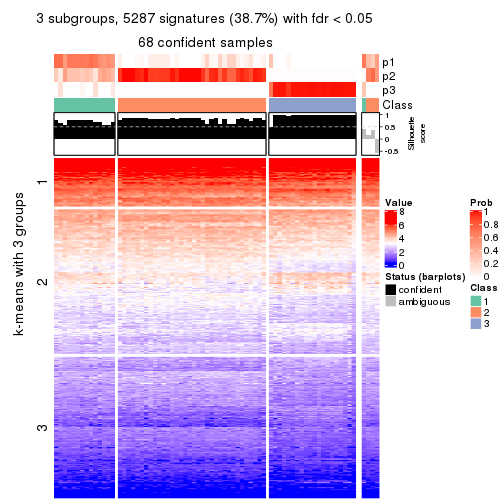 3 subgroups, 5287 signatures (38.7%) with fdr < 0.05
68 confident samples
p1
p2
p3
Class
1
0.5
0
-0.5
Silhouette
score
k-means with 3 groups
1
2
3
Value
8
6
4
2
0
Status (barplots)
confident
ambiguous
Prob
1
0.8
0.6
0.4
0.2
0
Class
1
2
3